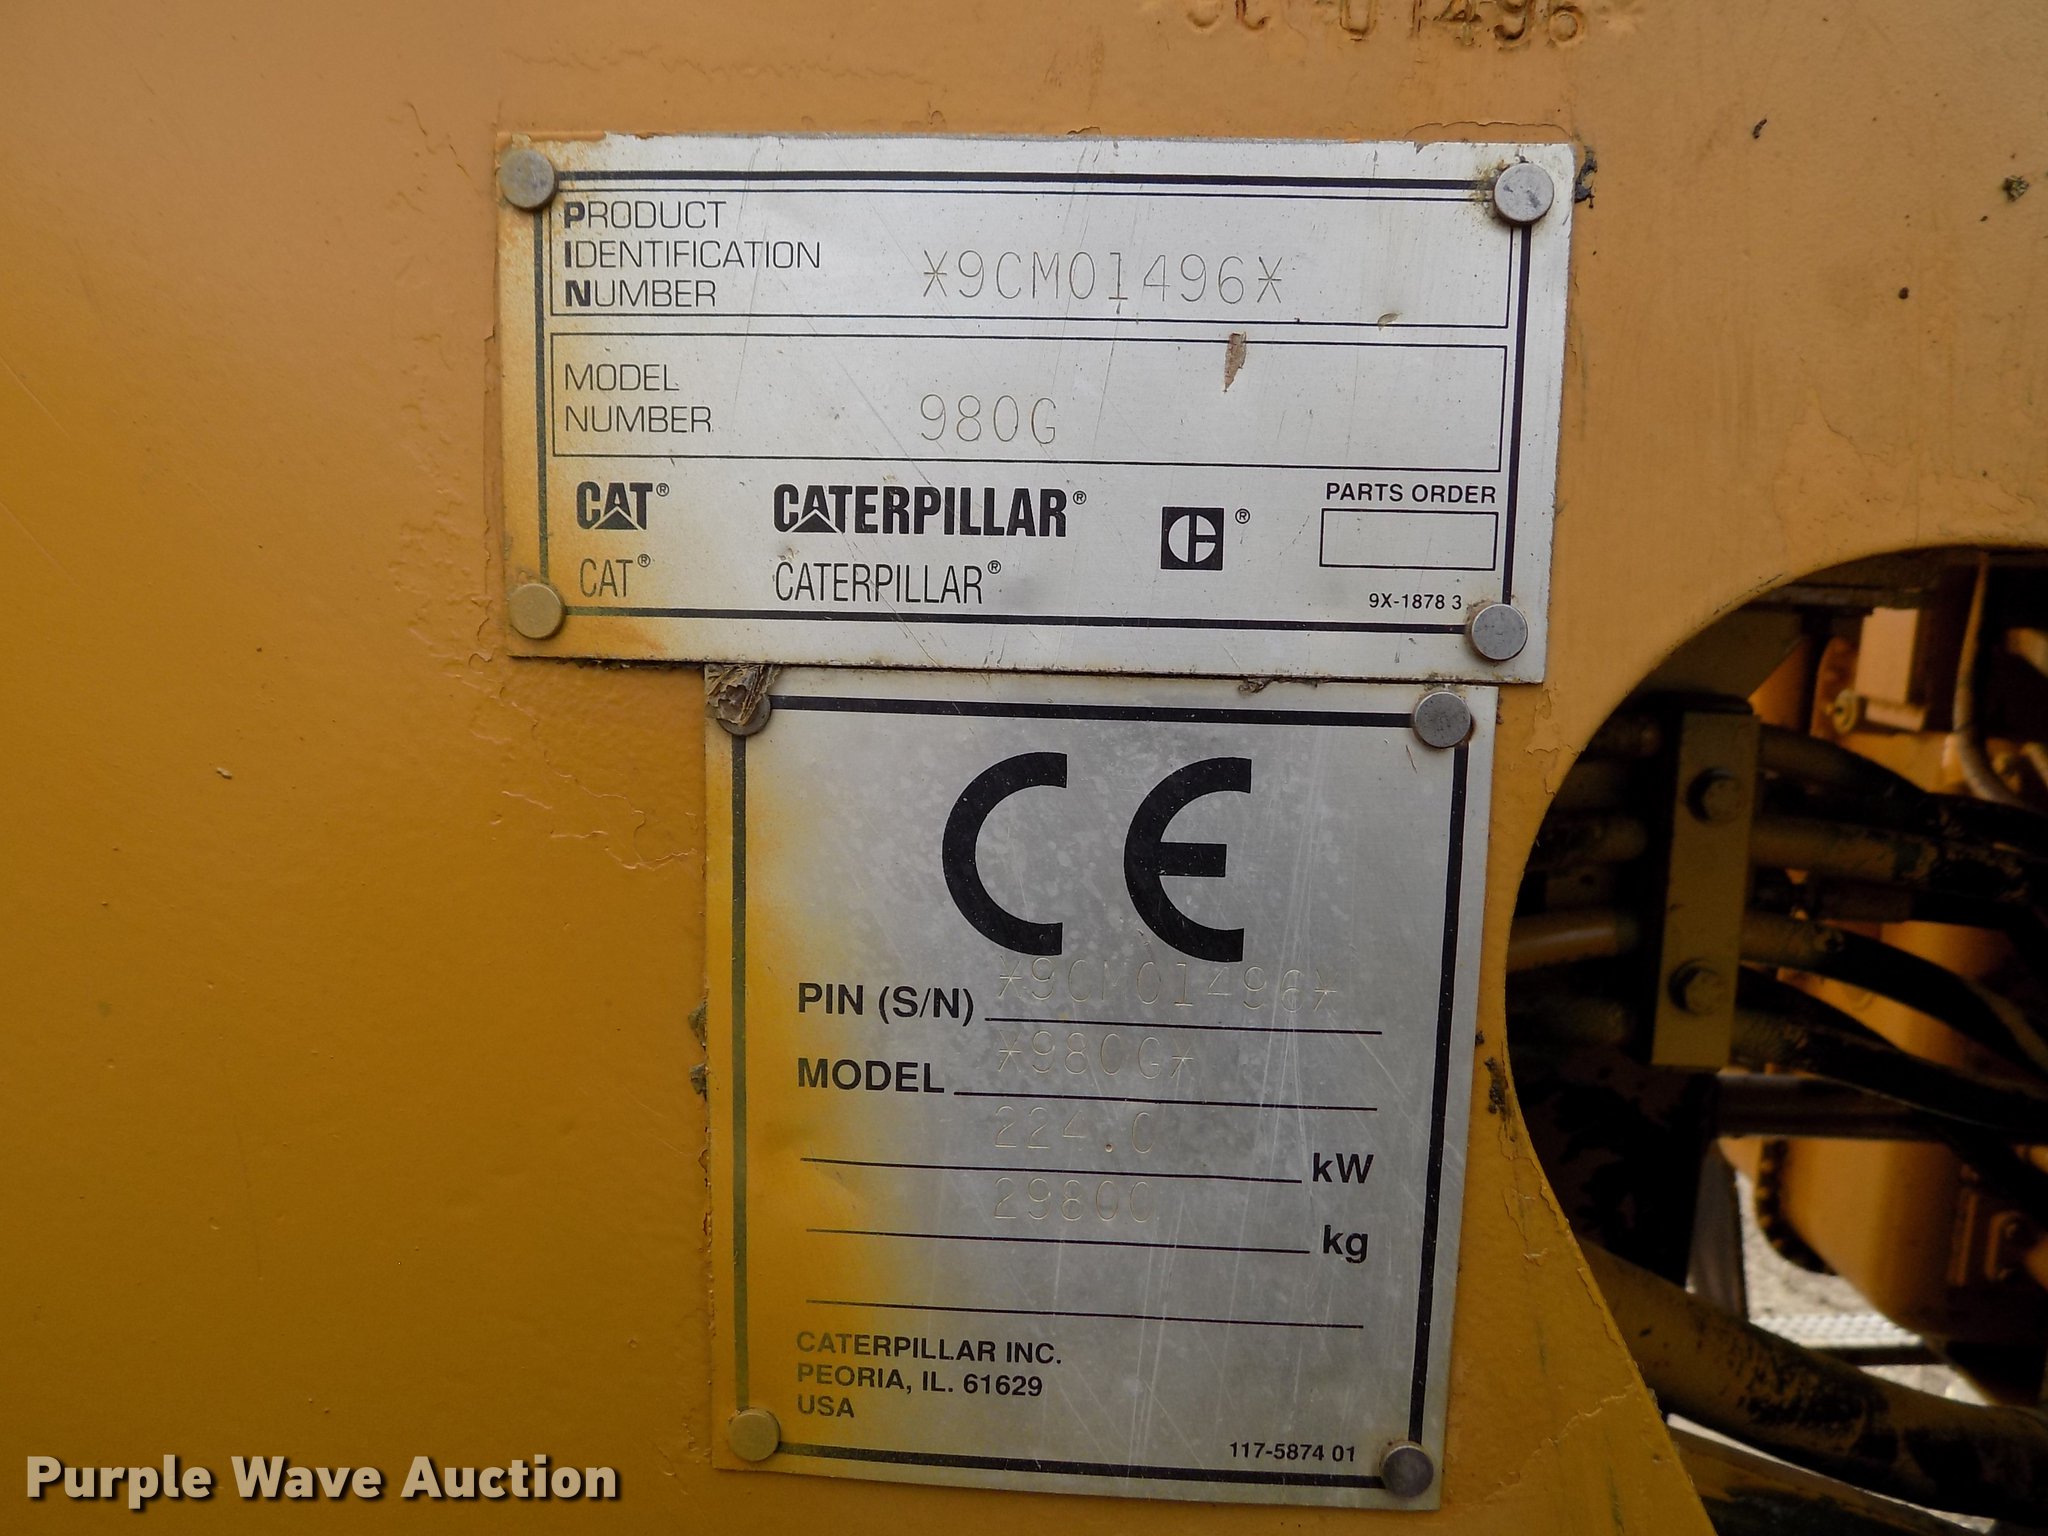 01496*
PRODUCT
IDENTIFICATION
NUMBER
*9CM01496*
MODEL
NUMBER
980G
CAT® CATERPILLAR® ® PARTS ORDER
CAT® CATERPILLAR®
9X-1878 3
CE
PIN (S/N) *9CM01496*
MODEL *980G*
224.0 kW
29800 kg
CATERPILLAR INC.
PEORIA, IL. 61629
USA
117-5874 01
Purple Wave Auction